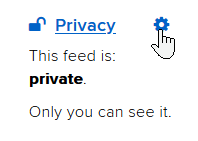 Privacy
This feed is:
private.
Only you can see it.